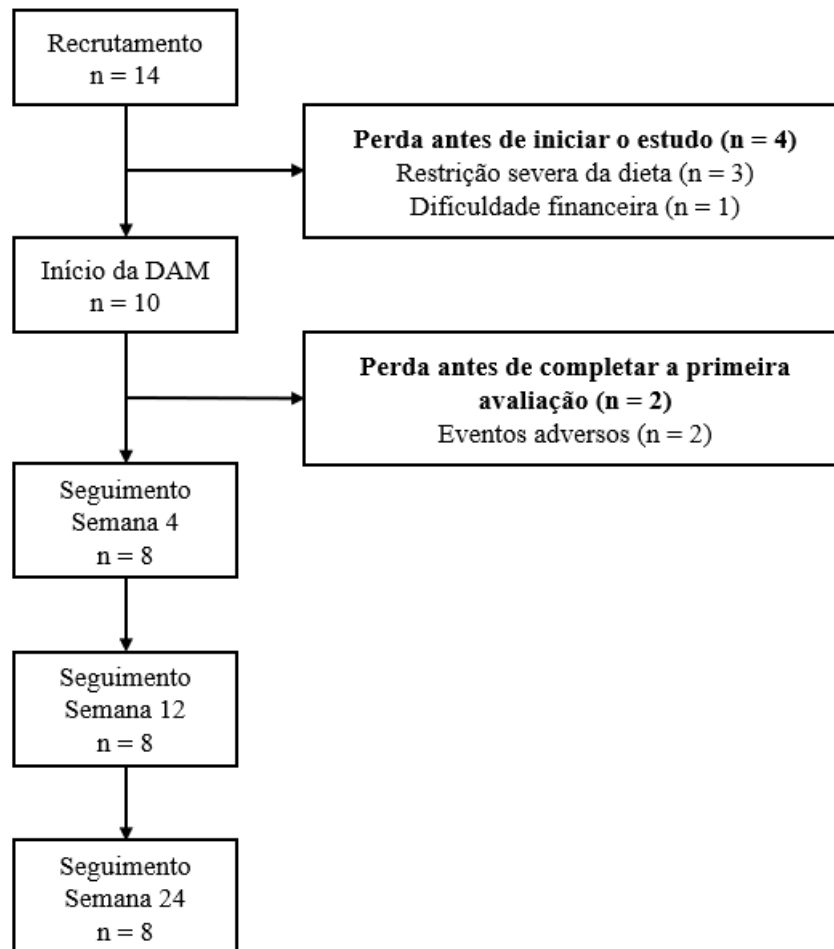 Recrutamento
n = 14
Perda antes de iniciar o estudo (n = 4)
Restrição severa da dieta (n = 3)
Dificuldade financeira (n = 1)
Início da DAM
n = 10
Perda antes de completar a primeira
avaliação (n = 2)
Eventos adversos (n = 2)
Seguimento
Semana 4
n = 8
Seguimento
Semana 12
n = 8
Seguimento
Semana 24
n = 8